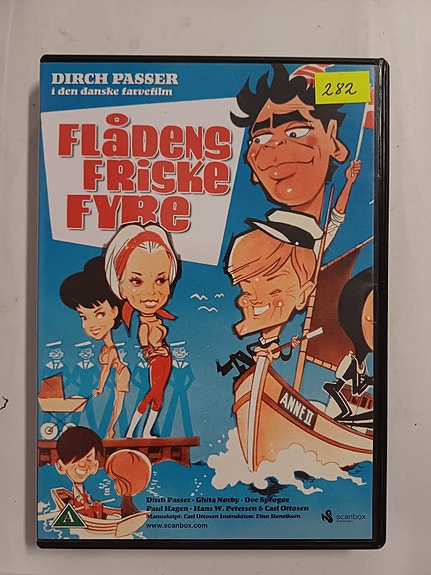 DIRCH PASSER
i den danske farvefilm
282
FLÅDENS
FRISKE
FYRE
ANNE II
Dirch Passer - Ghita Nørby - Ove Sprogøe
Paul Hagen - Hans W. Petersen & Carl Ottosen
Manuskript: Carl Ottosen Instruktion: Finn Henriksen
www.scanbox.com
A
scanbox